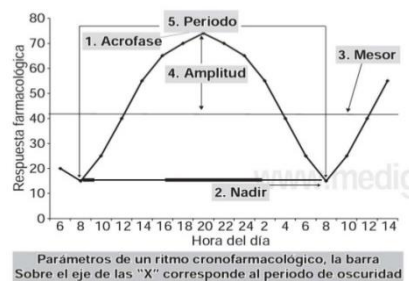 5. Periodo
1. Acrofase
3. Mesor
4. Amplitud
2. Nadir
Respuesta farmacológica
80
70
60
50
40
30
20
10
0
6 8 10 12 14 16 18 20 22 24 2 4 6 8 10 12 14
Hora del día
Parámetros de un ritmo cronofarmacológico, la barra
Sobre el eje de las "X" corresponde al periodo de oscuridad